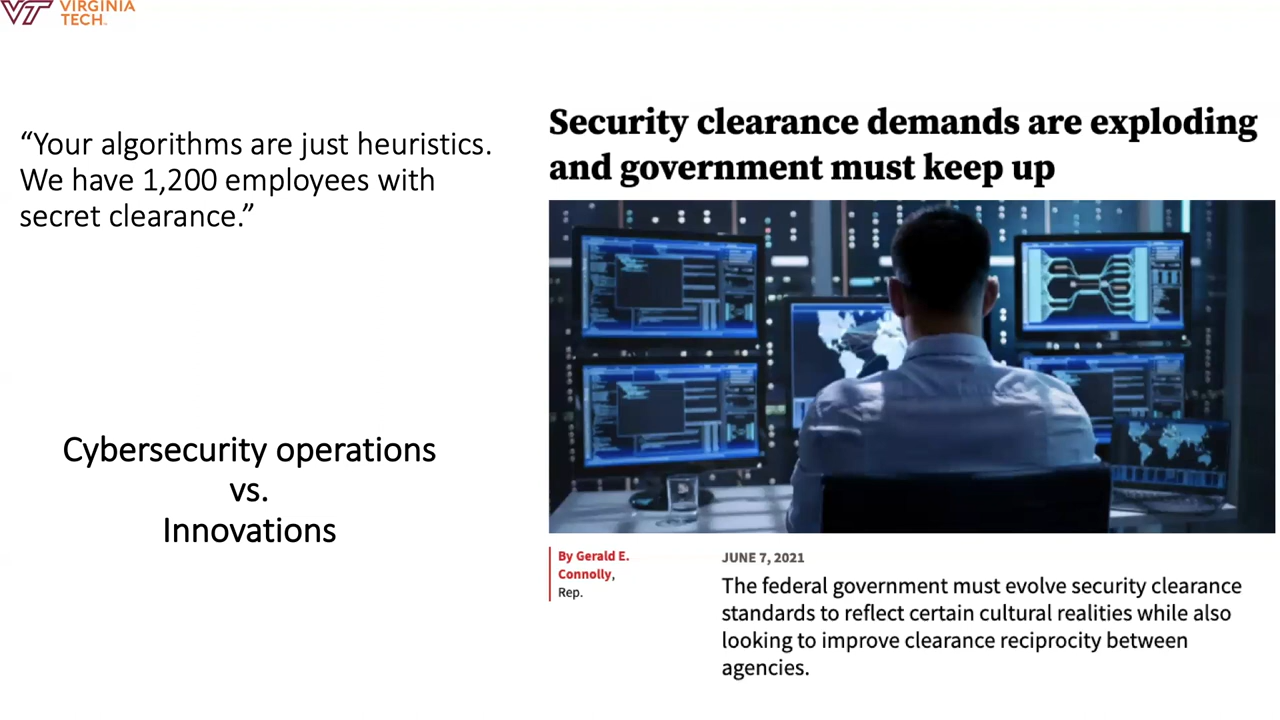 VT VIRGINIA
TECH
“Your algorithms are just heuristics.
We have 1,200 employees with
secret clearance.”
Cybersecurity operations
vs.
Innovations
Security clearance demands are exploding
and government must keep up
By Gerald E.
Connolly,
Rep.
JUNE 7, 2021
The federal government must evolve security clearance
standards to reflect certain cultural realities while also
looking to improve clearance reciprocity between
agencies.